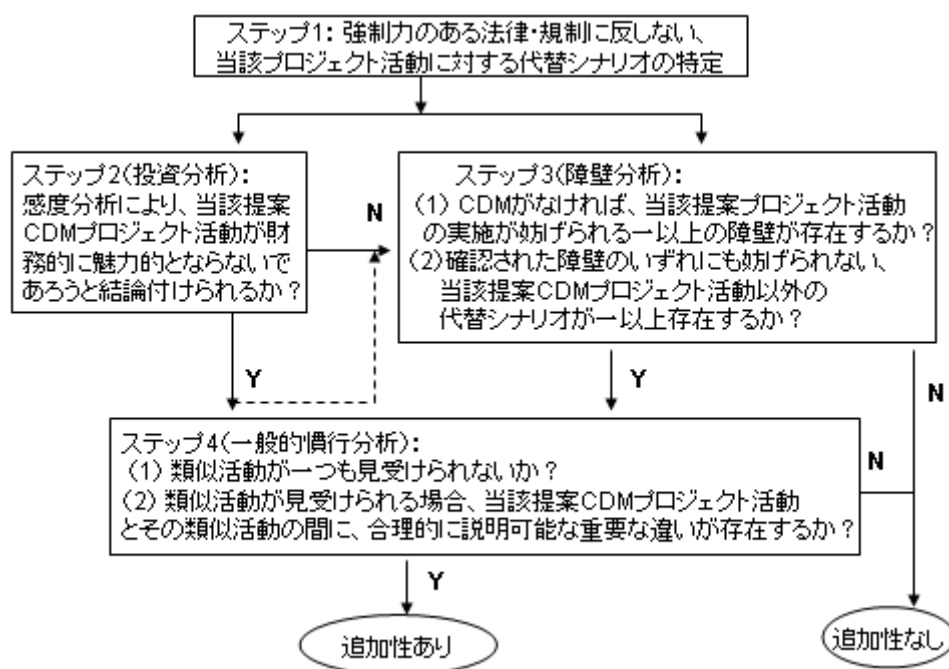 ステップ1: 強制力のある法律・規制に反しない、
当該プロジェクト活動に対する代替シナリオの特定
ステップ2(投資分析):
感度分析により、当該提案
CDMプロジェクト活動が財
務的に魅力的とならないで
あろうと結論付けられるか?
N
ステップ3(障壁分析):
(1) CDMがなければ、当該提案プロジェクト活動
の実施が妨げられる一以上の障壁が存在するか?
(2)確認された障壁のいずれにも妨げられない、
当該提案CDMプロジェクト活動以外の
代替シナリオが一以上存在するか?
Y
Y
N
ステップ4(一般的慣行分析):
(1) 類似活動が一つも見受けられないか?
(2) 類似活動が見受けられる場合、当該提案CDMプロジェクト活動
とその類似活動の間に、合理的に説明可能な重要な違いが存在するか?
N
Y
追加性あり
追加性なし